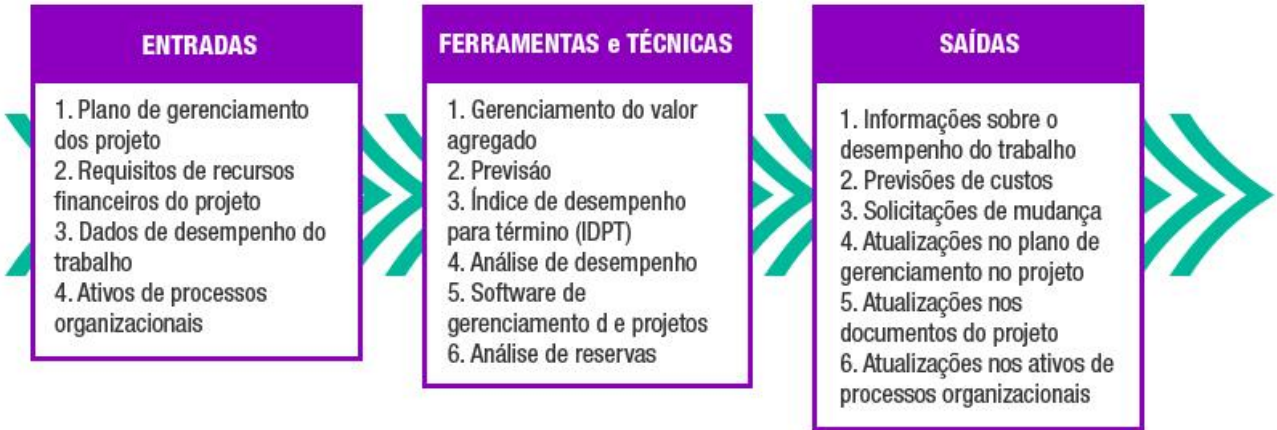 ENTRADAS
1. Plano de gerenciamento
dos projeto
2. Requisitos de recursos
financeiros do projeto
3. Dados de desempenho do
trabalho
4. Ativos de processos
organizacionais
FERRAMENTAS e TÉCNICAS
1. Gerenciamento do valor
agregado
2. Previsáo
3. Índice de desempenho
para término (IDPT)
4. Análise de desempenho
5. Software de
gerenciamento d e projetos
6. Análise de reservas
SAÍDAS
1. Informações sobre o
desempenho do trabalho
2. Previsões de custos
3. Solicitações de mudança
4. Atualizações no plano de
gerenciamento no projeto
5. Atualizações nos
documentos do projeto
6. Atualizações nos ativos de
processos organizacionais